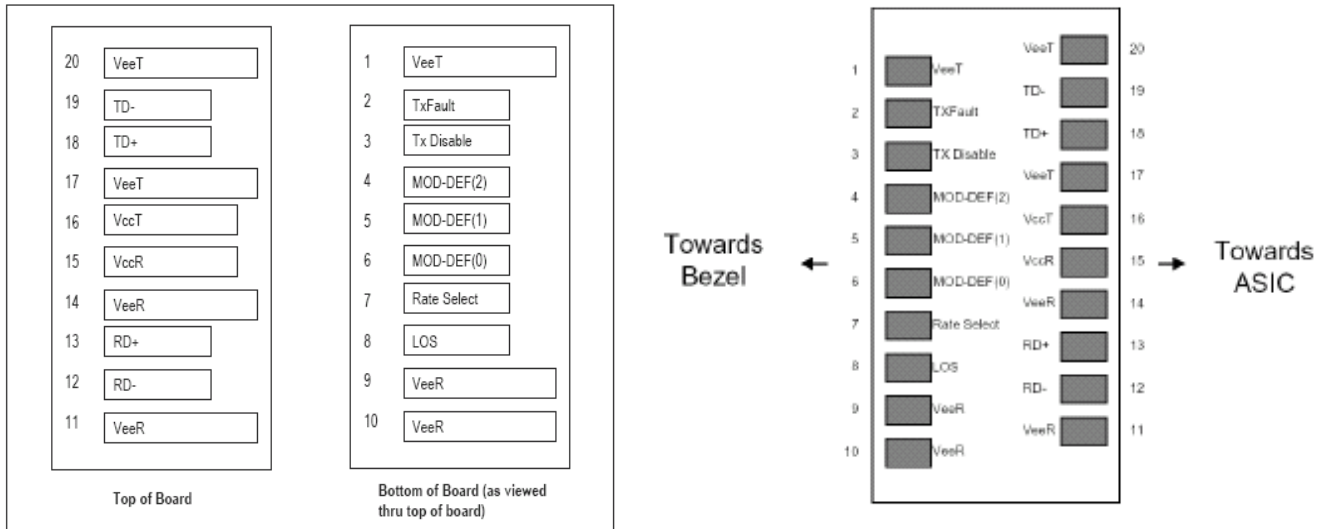 20 VeeT
19 TD-
18 TD+
17 VeeT
16 VccT
15 VccR
14 VeeR
13 RD+
12 RD-
11 VeeR
Top of Board
1 VeeT
2 TxFault
3 Tx Disable
4 MOD-DEF(2)
5 MOD-DEF(1)
6 MOD-DEF(0)
7 Rate Select
8 LOS
9 VeeR
10 VeeR
Bottom of Board (as viewed
thru top of board)
Towards
Bezel
1 VeeT
2 TXFault
3 TX Disable
4 MOD-DEF(2)
5 MOD-DEF(1)
6 MOD-DEF(0)
7 Rate Select
8 LOS
9 VeeR
10 VeeR
VeeT 20
TD- 19
TD+ 18
VeeT 17
VccT 16
VccR 15
VeeR 14
RD+ 13
RD- 12
VeeR 11
Towards
ASIC